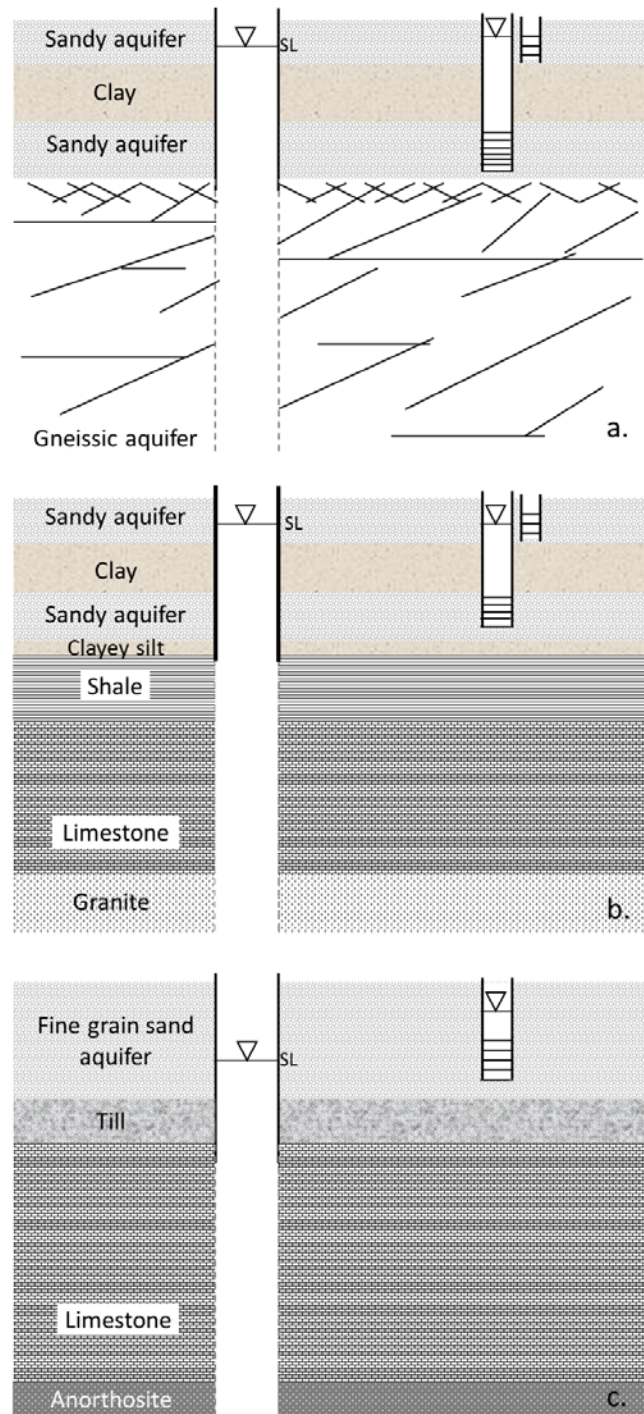 Sandy aquifer
SL
Clay
Sandy aquifer
Gneissic aquifer
a.
Sandy aquifer
SL
Clay
Sandy aquifer
Clayey silt
Shale
Limestone
Granite
b.
Fine grain sand
aquifer
SL
Till
Limestone
Anorthosite
c.